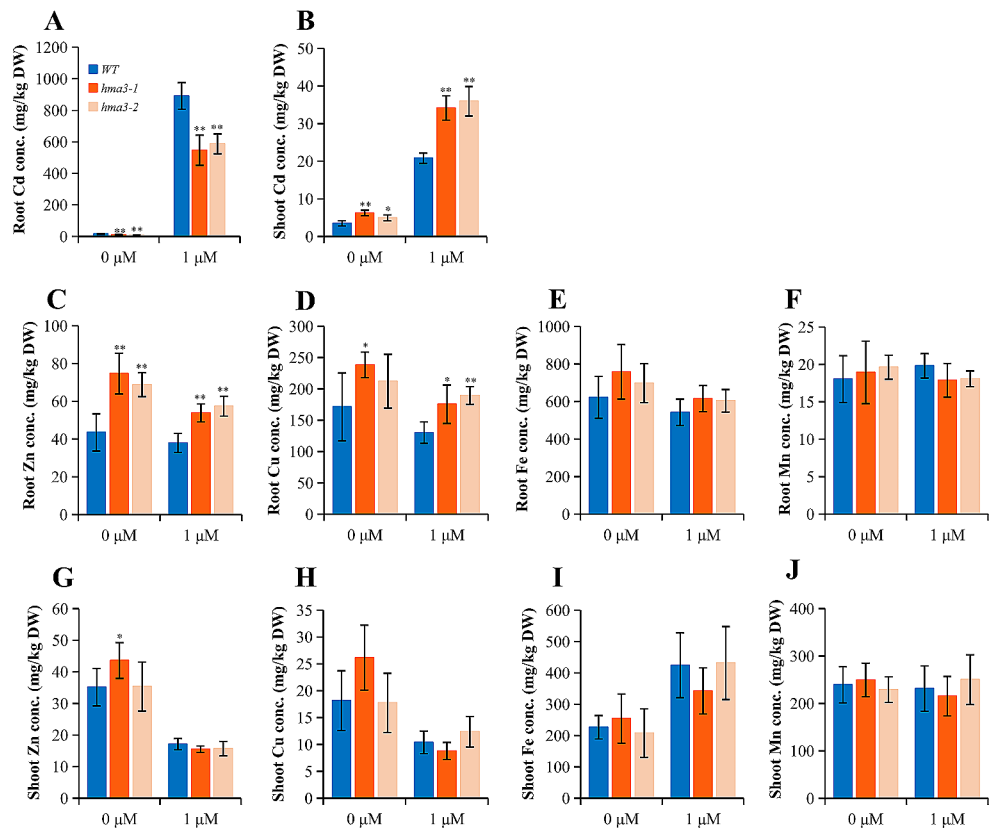 A
Root Cd conc. (mg/kg DW)
1200
1000
800
600
400
200
0
WT
hma3-1
hma3-2
** **
** **
0 μM 1 μM
B
Shoot Cd conc. (mg/kg DW)
50
40
30
20
10
0
** *
** **
0 μM 1 μM
C
Root Zn conc. (mg/kg DW)
100
80
60
40
20
0
** **
** **
0 μM 1 μM
D
Root Cu conc. (mg/kg DW)
300
250
200
150
100
50
0
*
* **
0 μM 1 μM
E
Root Fe conc. (mg/kg DW)
1000
800
600
400
200
0
0 μM 1 μM
F
Root Mn conc. (mg/kg DW)
25
20
15
10
5
0
0 μM 1 μM
G
Shoot Zn conc. (mg/kg DW)
60
50
40
30
20
10
0
*
0 μM 1 μM
H
Shoot Cu conc. (mg/kg DW)
35
30
25
20
15
10
5
0
0 μM 1 μM
I
Shoot Fe conc. (mg/kg DW)
600
500
400
300
200
100
0
0 μM 1 μM
J
Shoot Mn conc. (mg/kg DW)
400
300
200
100
0
0 μM 1 μM